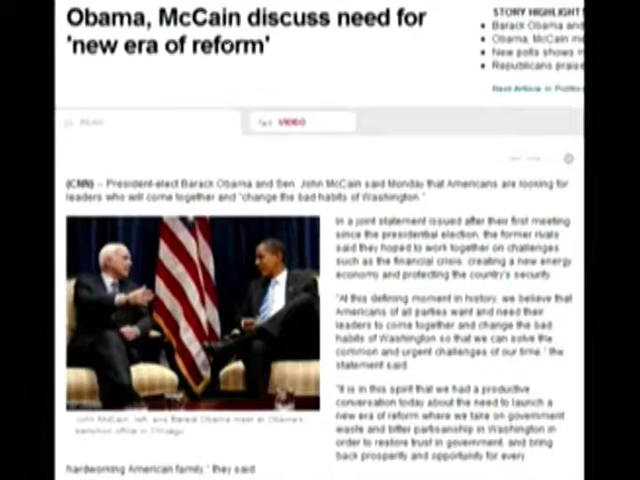 Obama, McCain discuss need for
'new era of reform'
STORY HIGHLIGHT
Barack Obama and
Obama, McCain me
New polls shows m
Republicans praise
Next Article in Politic
READ
VIDEO
(CNN) -- President-elect Barack Obama and Sen. John McCain said Monday that Americans are looking for
leaders who will come together and "change the bad habits of Washington."
In a joint statement issued after their first meeting
since the presidential election, the former rivals
said they hoped to work together on challenges
such as the financial crisis, creating a new energy
economy and protecting the country's security.
"At this defining moment in history, we believe that
Americans of all parties want and need their
leaders to come together and change the bad
habits of Washington so that we can solve the
common and urgent challenges of our time," the
statement said.
"It is in this spirit that we had a productive
conversation today about the need to launch a
new era of reform where we take on government
waste and bitter partisanship in Washington in
order to restore trust in government, and bring
back prosperity and opportunity for every
John McCain, left, and Barack Obama meet at Obama's
transition office in Chicago.
hardworking American family," they said.